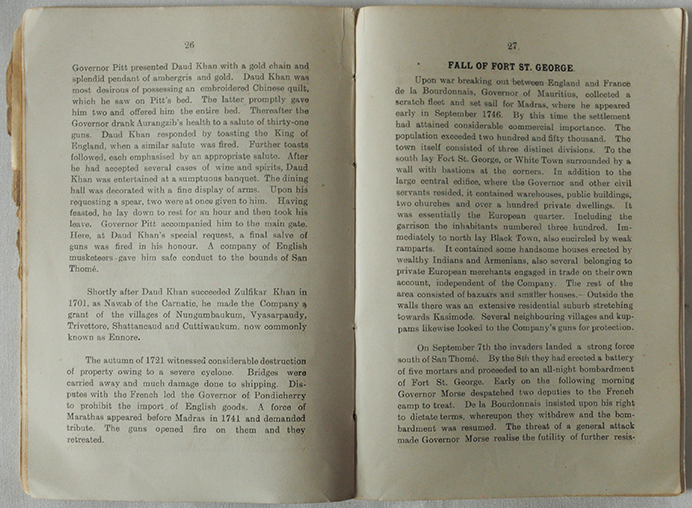 26
Governor Pitt presented Daud Khan with a gold chain and
splendid pendant of ambergris and gold. Daud Khan was
most desirous of possessing an embroidered Chinese quilt,
which he saw on Pitt's bed. The latter promptly gave
him two and offered him the entire bed. Thereafter the
Governor drank Aurangzib's health to a salute of thirty-one
guns. Daud Khan responded by toasting the King of
England, when a similar salute was fired. Further toasts
followed, each emphasised by an appropriate salute. After
he had accepted several cases of wine and spirits, Daud
Khan was entertained at a sumptuous banquet. The dining
hall was decorated with a fine display of arms. Upon his
requesting a spear, two were at once given to him. Having
feasted, he lay down to rest for an hour and then took his
leave. Governor Pitt accompanied him to the main gate.
Here, at Daud Khan's special request, a final salve of
guns was fired in his honour. A company of English
musketeers gave him safe conduct to the bounds of San
Thomé.
Shortly after Daud Khan succeeded Zulfikar Khan in
1701, as Nawab of the Carnatic, he made the Company a
grant of the villages of Nungumbaukum, Vyasarpaudy,
Trivettore, Shattancaud and Cuttiwaukum, now commonly
known as Ennore.
The autumn of 1721 witnessed considerable destruction
of property owing to a severe cyclone. Bridges were
carried away and much damage done to shipping. Dis-
putes with the French led the Governor of Pondicherry
to prohibit the import of English goods. A force of
Marathas appeared before Madras in 1741 and demanded
tribute. The guns opened fire on them and they
retreated.
27
FALL OF FORT ST. GEORGE.
Upon war breaking out between England and France
de la Bourdonnais, Governor of Mauritius, collected a
scratch fleet and set sail for Madras, where he appeared
early in September 1746. By this time the settlement
had attained considerable commercial importance. The
population exceeded two hundred and fifty thousand. The
town itself consisted of three distinct divisions. To the
south lay Fort St. George, or White Town surrounded by a
wall with bastions at the corners. In addition to the
large central edifice, where the Governor and other civil
servants resided, it contained warehouses, public buildings,
two churches and over a hundred private dwellings. It
was essentially the European quarter. Including the
garrison the inhabitants numbered three hundred. Im-
mediately to north lay Black Town, also encircled by weak
ramparts. It contained some handsome houses erected by
wealthy Indians and Armenians, also several belonging to
private European merchants engaged in trade on their own
account, independent of the Company. The rest of the
area consisted of bazaars and smaller houses.— Outside the
walls there was an extensive residential suburb stretching
towards Kasimode. Several neighbouring villages and kup-
pams likewise looked to the Company's guns for protection.
On September 7th the invaders landed a strong force
south of San Thomé. By the 8th they had erected a battery
of five mortars and proceeded to an all-night bombardment
of Fort St. George. Early on the following morning
Governor Morse despatched two deputies to the French
camp to treat. De la Bourdonnais insisted upon his right
to dictate terms, whereupon they withdrew and the bom-
bardment was resumed. The threat of a general attack
made Governor Morse realise the futility of further resis-